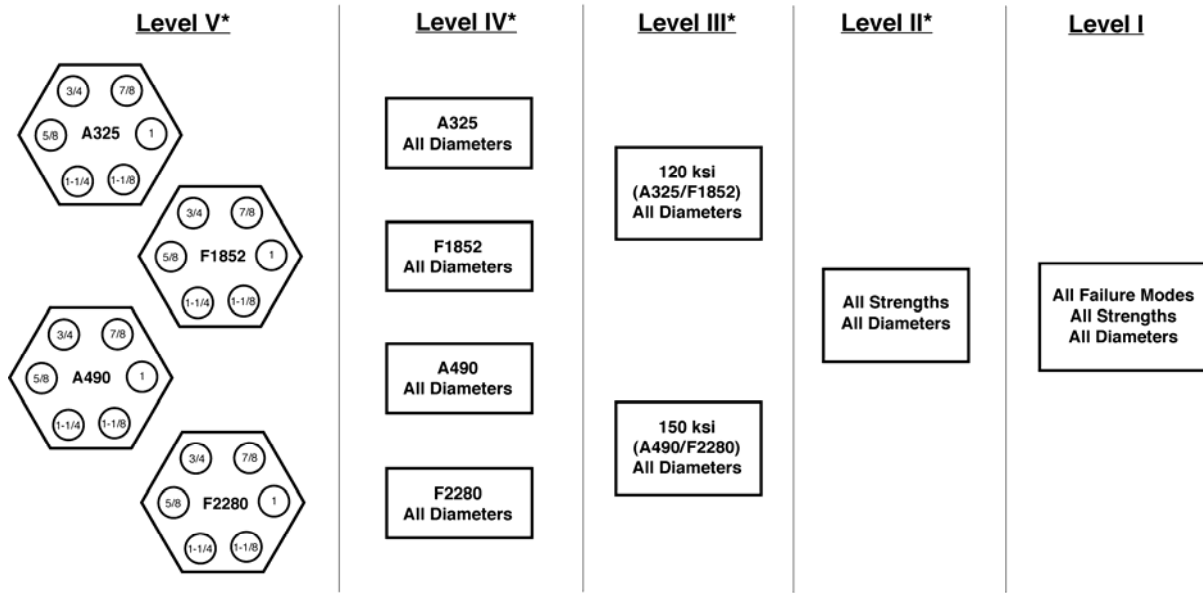 Level V*
Level IV*
Level III*
Level II*
Level I
3/4
7/8
5/8
A325
1
1-1/4
1-1/8
3/4
7/8
5/8
F1852
1
1-1/4
1-1/8
3/4
7/8
5/8
A490
1
1-1/4
1-1/8
3/4
7/8
5/8
F2280
1
1-1/4
1-1/8
A325
All Diameters
F1852
All Diameters
A490
All Diameters
F2280
All Diameters
120 ksi
(A325/F1852)
All Diameters
150 ksi
(A490/F2280)
All Diameters
All Strengths
All Diameters
All Failure Modes
All Strengths
All Diameters